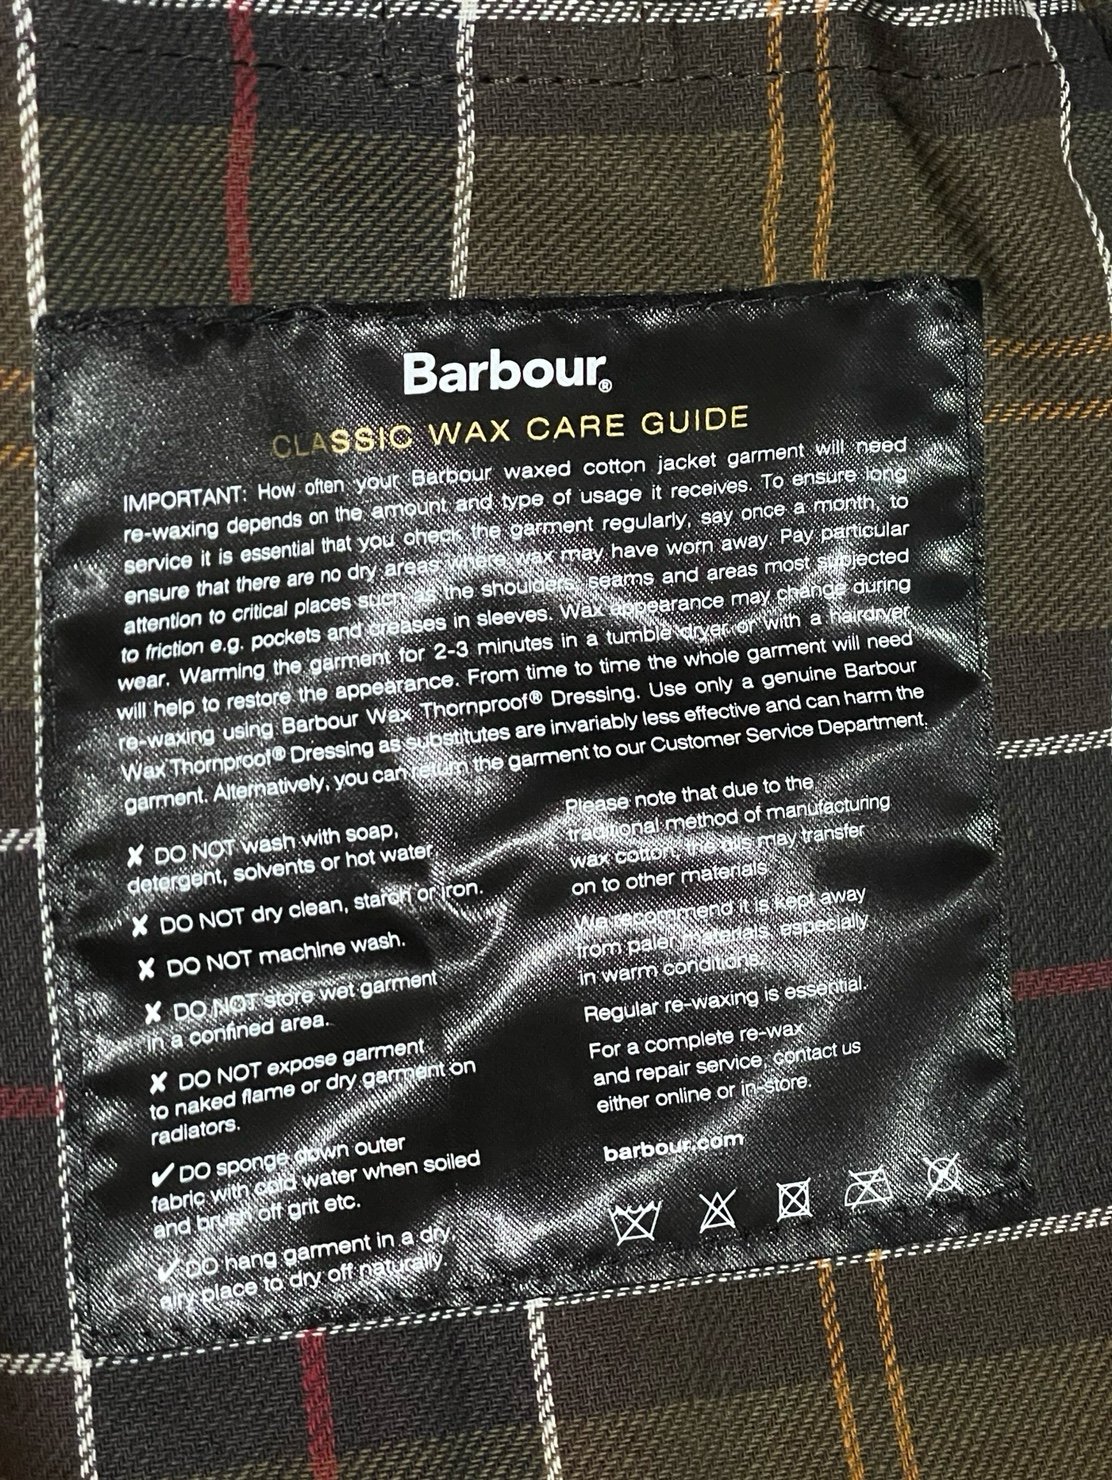 Barbour®
CLASSIC WAX CARE GUIDE
IMPORTANT: How often your Barbour waxed cotton jacket garment will need
re-waxing depends on the amount and type of usage it receives. To ensure long
service it is essential that you check the garment regularly, say once a month, to
ensure that there are no dry areas where wax may have worn away. Pay particular
attention to critical places such as the shoulders, seams and areas most subjected
to friction e.g. pockets and creases in sleeves. Wax appearance may change during
wear. Warming the garment for 2-3 minutes in a tumble dryer or with a hairdryer
will help to restore the appearance. From time to time the whole garment will need
re-waxing using Barbour Wax Thornproof® Dressing. Use only a genuine Barbour
Wax Thornproof® Dressing as substitutes are invariably less effective and can harm the
garment. Alternatively, you can return the garment to our Customer Service Department.
✘ DO NOT wash with soap,
detergent, solvents or hot water.
✘ DO NOT dry clean, starch or iron.
✘ DO NOT machine wash.
✘ DO NOT store wet garment
in a confined area.
✘ DO NOT expose garment
to naked flame or dry garment on
radiators.
✔ DO sponge down outer
fabric with cold water when soiled
and brush off grit etc.
✔ DO hang garment in a dry,
airy place to dry off naturally.
Please note that due to the
traditional method of manufacturing
wax cotton, the oils may transfer
on to other materials.
We recommend it is kept away
from paler materials, especially
in warm conditions.
Regular re-waxing is essential.
For a complete re-wax
and repair service, contact us
either online or in-store.
barbour.com